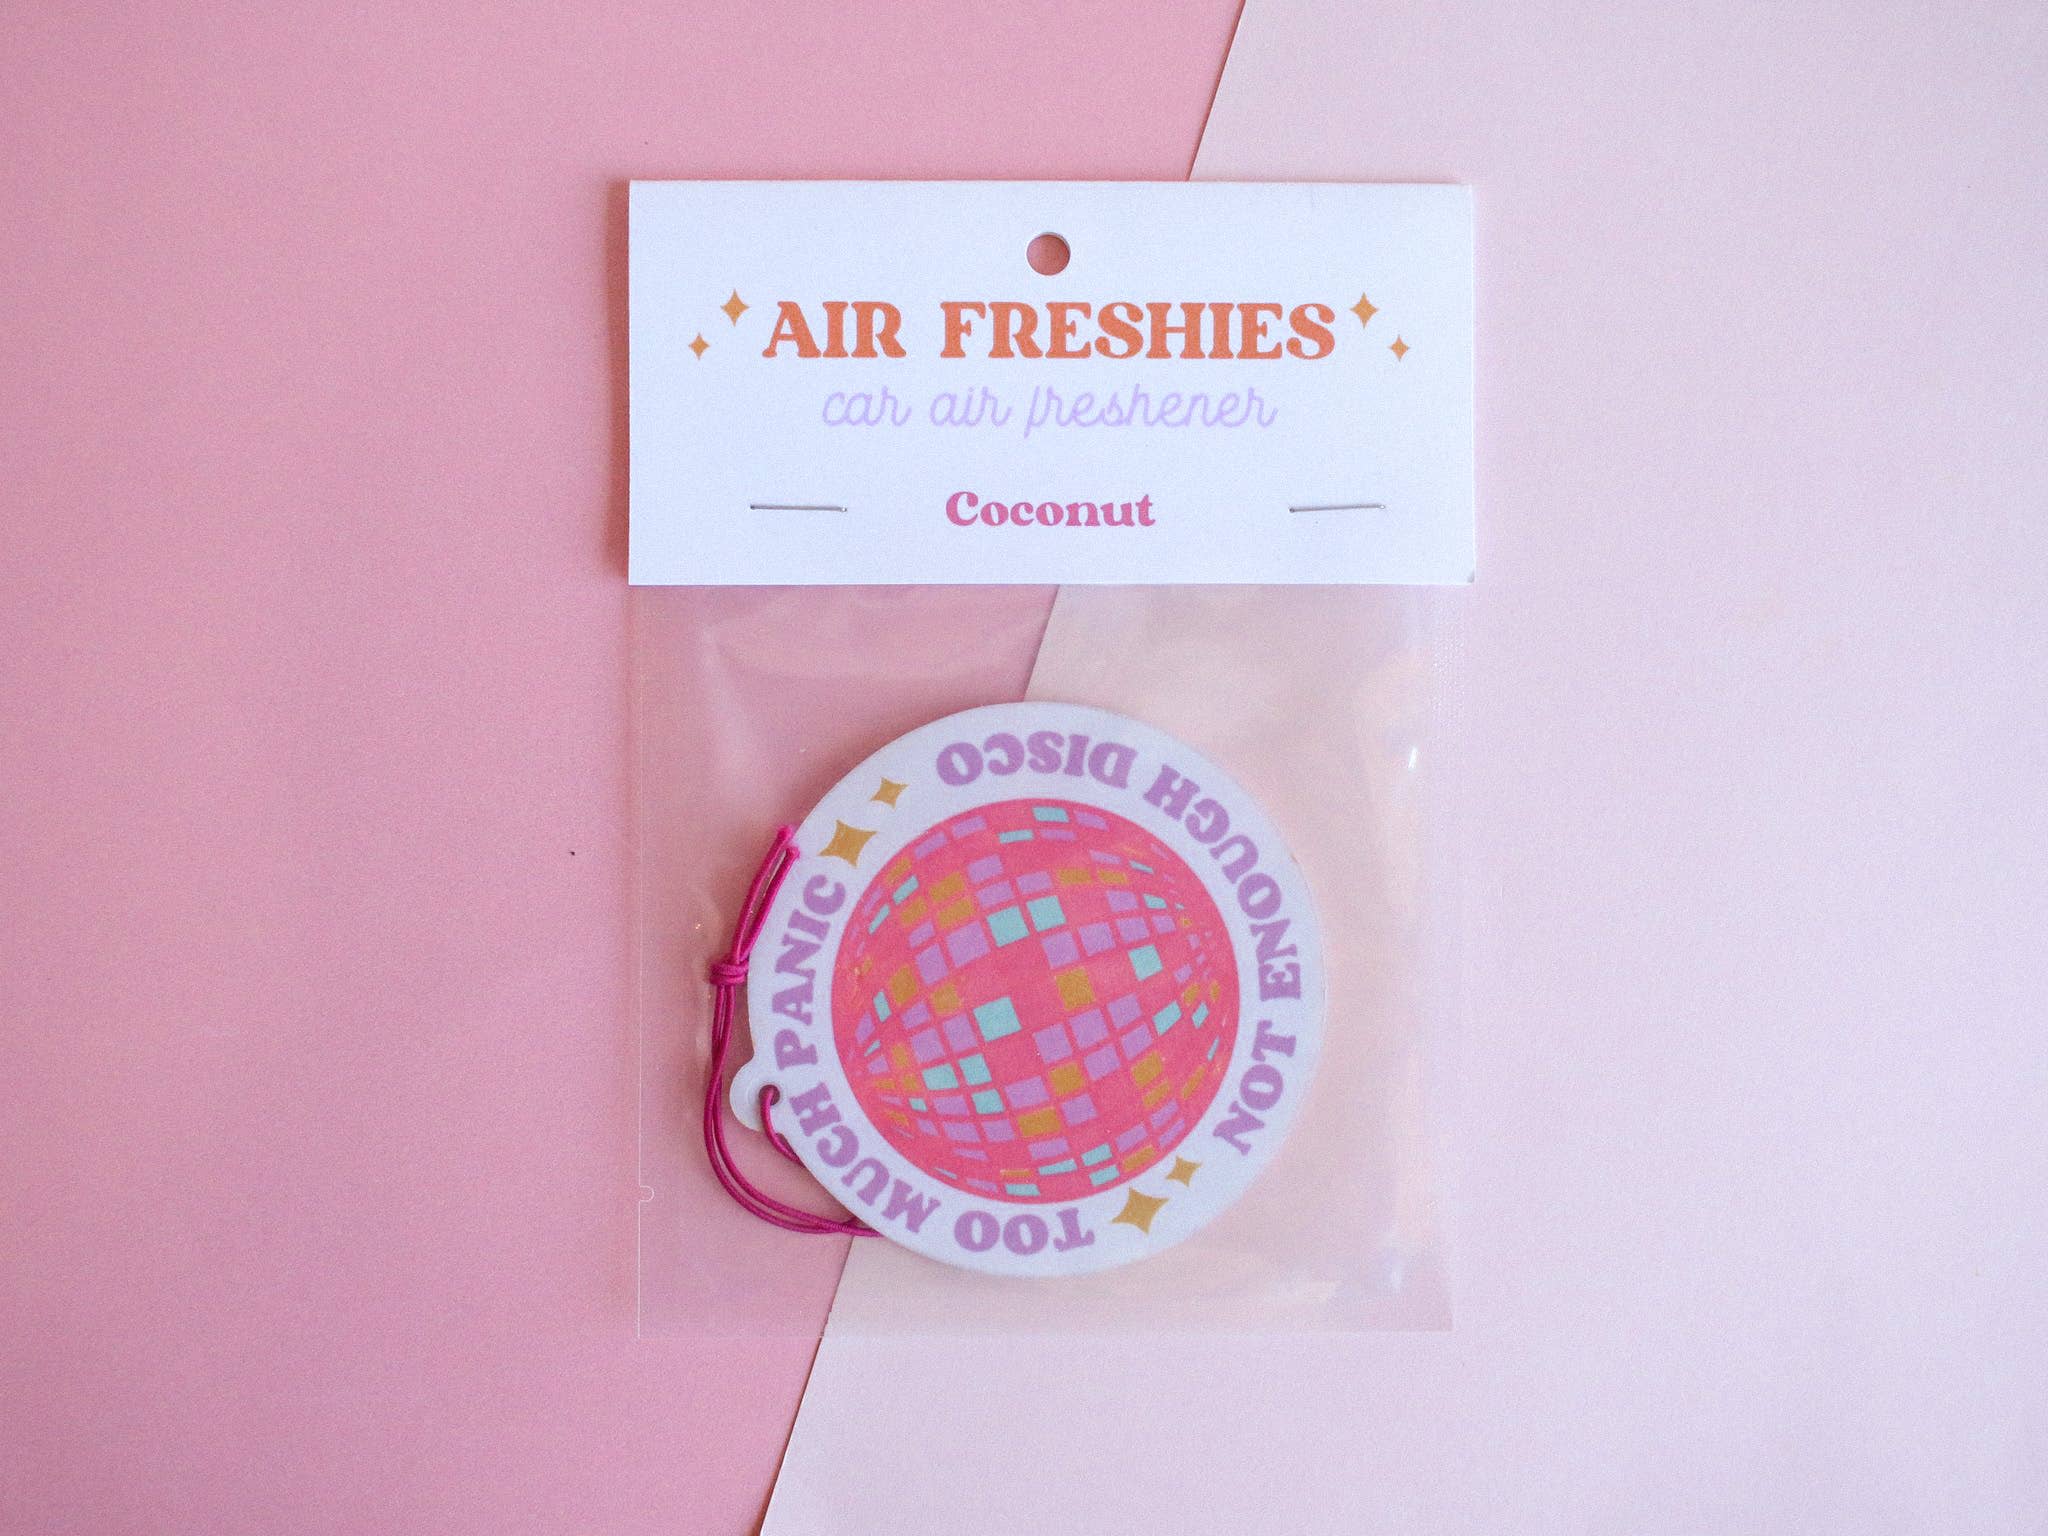 AIR FRESHIES
car air freshener
Coconut
TOO MUCH PANIC
NOT ENOUGH DISCO